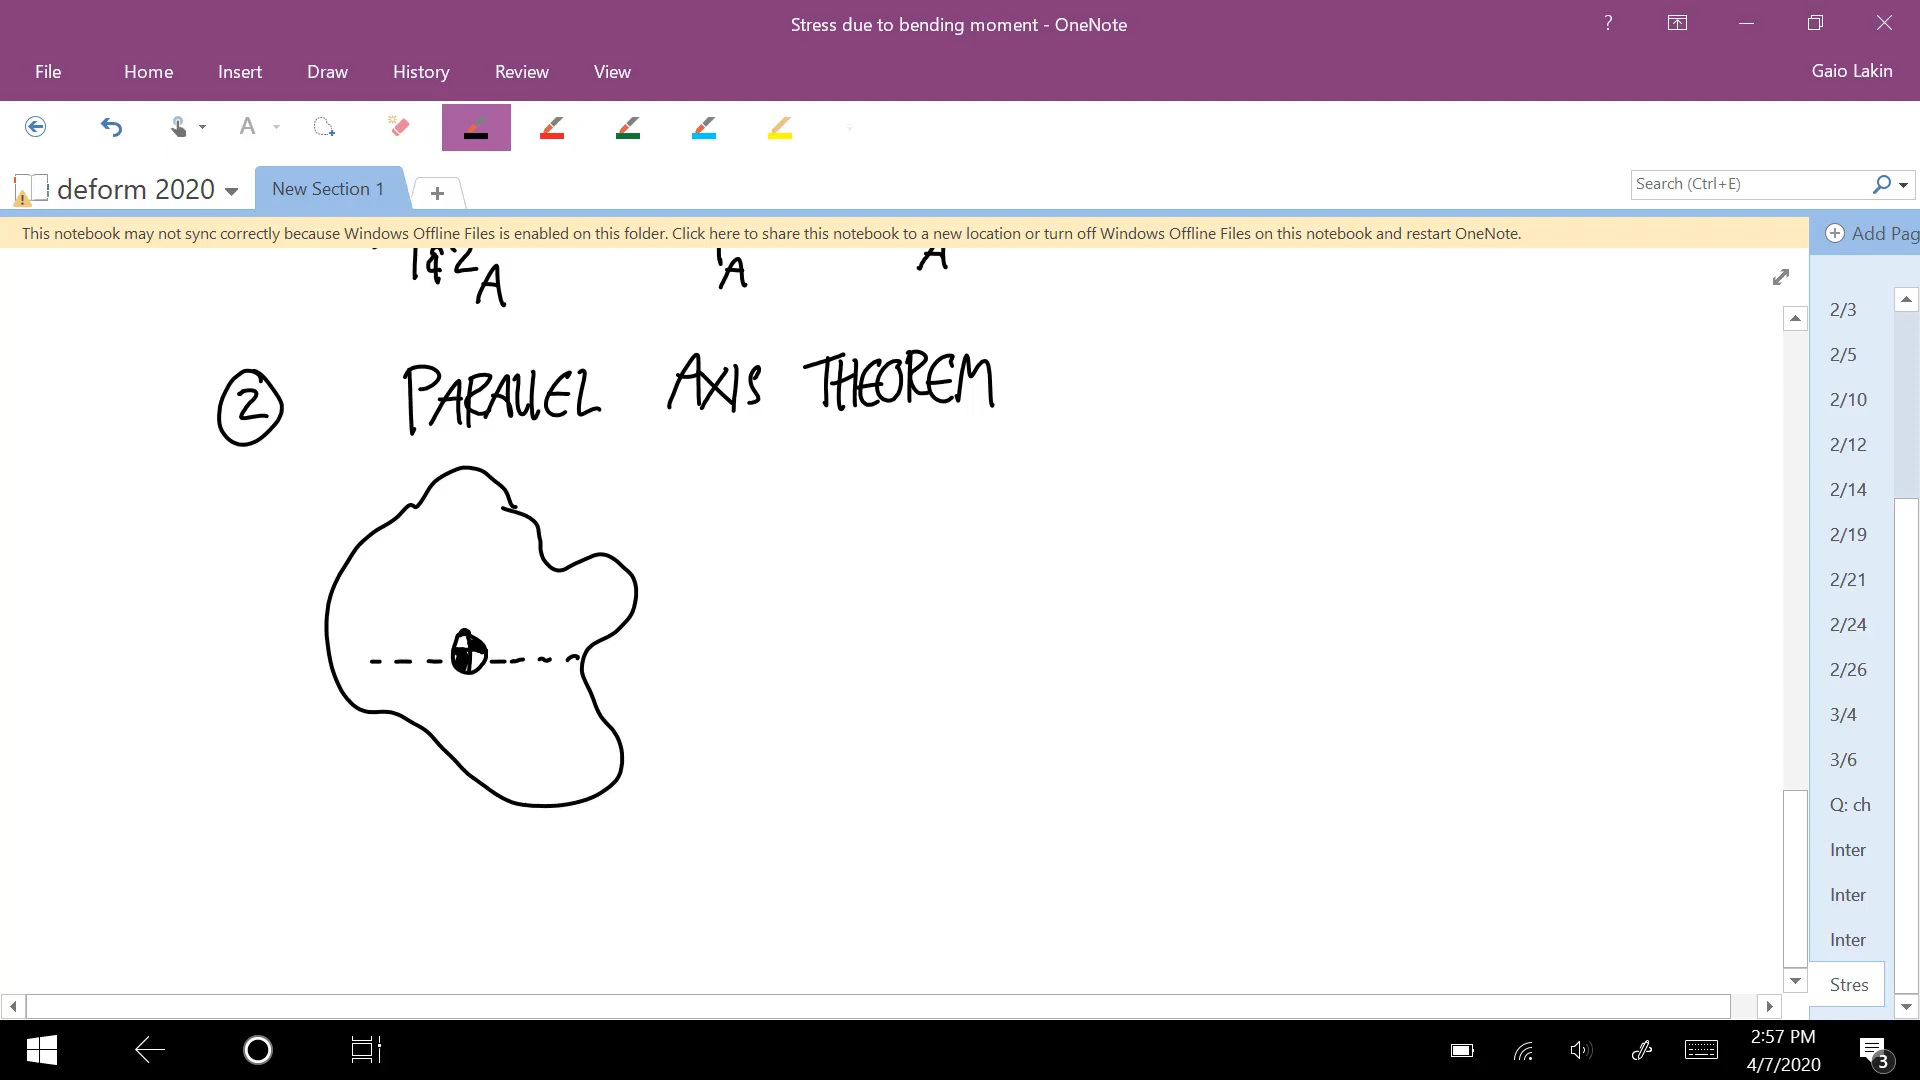 Stress due to bending moment - OneNote
?
File Home Insert Draw History Review View
Gaio Lakin
A
deform 2020
New Section 1
+
Search (Ctrl+E)
This notebook may not sync correctly because Windows Offline Files is enabled on this folder. Click here to share this notebook to a new location or turn off Windows Offline Files on this notebook and restart OneNote.
Add Pag
1&2 A
A
A
2 PARALLEL AXIS THEOREM
2/3
2/5
2/10
2/12
2/14
2/19
2/21
2/24
2/26
3/4
3/6
Q: ch
Inter
Inter
Inter
Stres
2:57 PM
4/7/2020
3